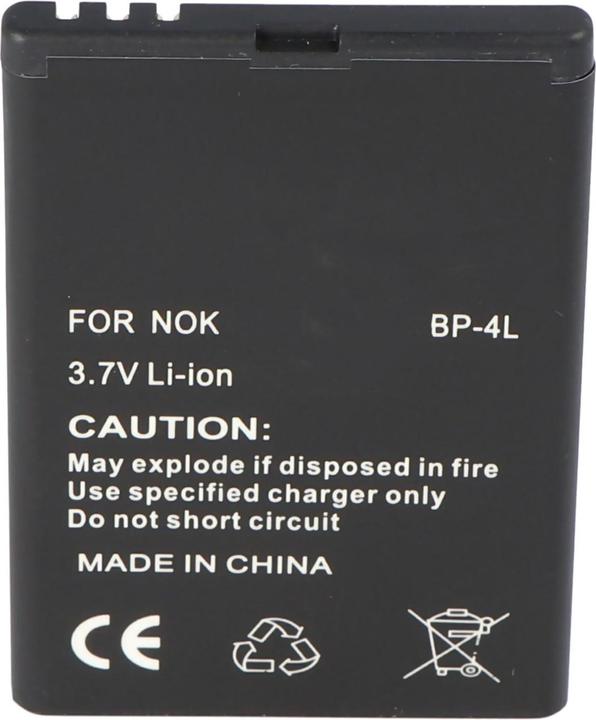 FOR NOK BP-4L
3.7V Li-ion
CAUTION:
May explode if disposed in fire
Use specified charger only
Do not short circuit
MADE IN CHINA
CE